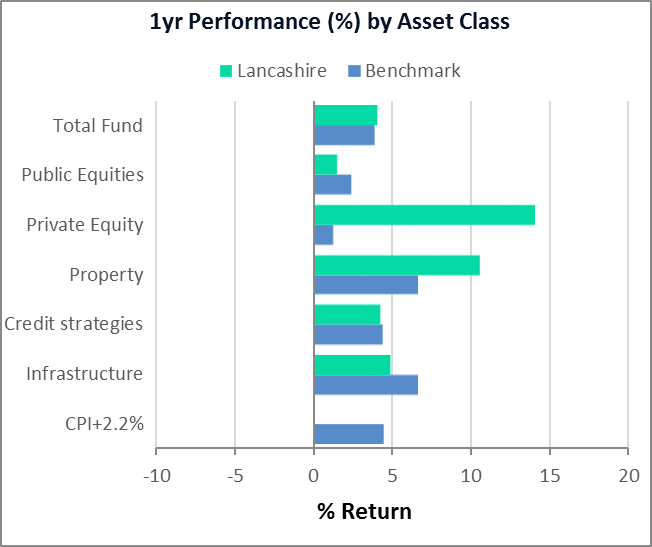 1yr Performance (%) by Asset Class
Lancashire Benchmark
Total Fund
Public Equities
Private Equity
Property
Credit strategies
Infrastructure
CPI+2.2%
-10 -5 0 5 10 15 20
% Return